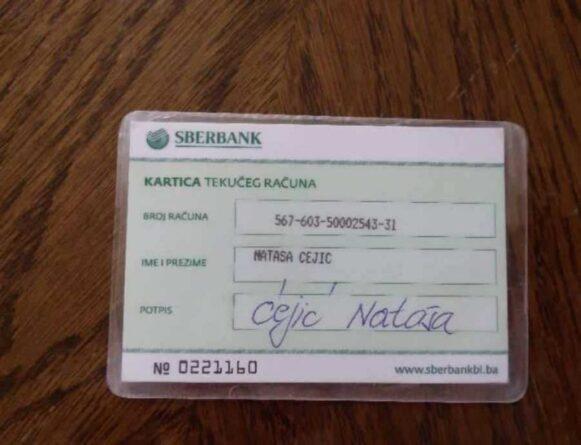 SBERBANK
KARTICA TEKUĆEG RAČUNA
BROJ RAČUNA 567-603-50002543-31
IME I PREZIME NATASA CEJIC
POTPIS Ćejić Nataša
№ 0221160 www.sberbankbl.ba